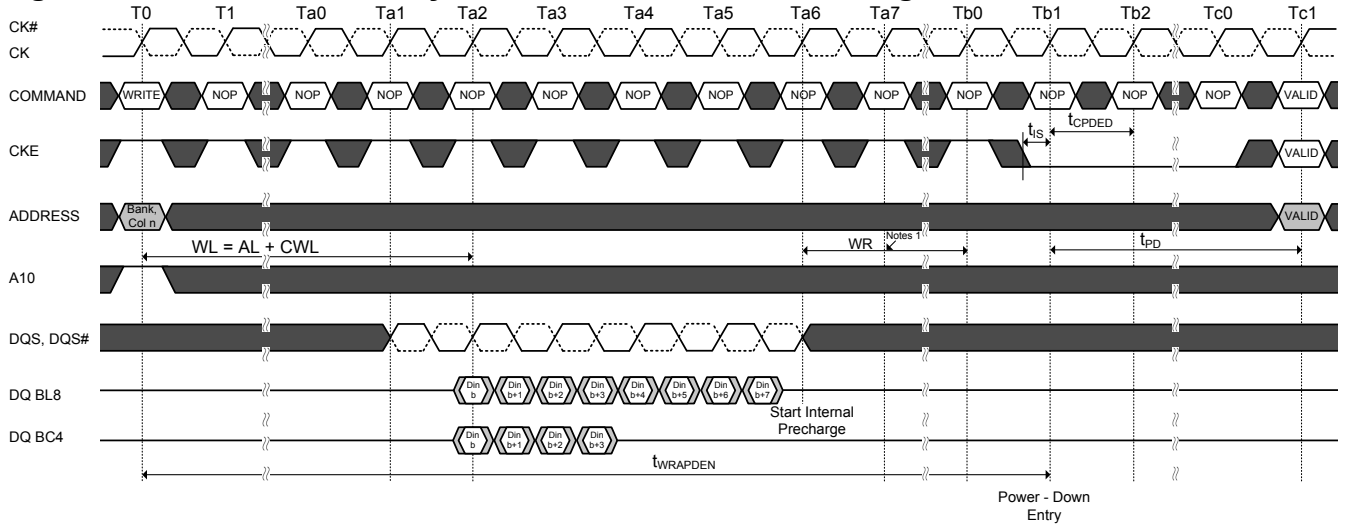 T0 T1 Ta0 Ta1 Ta2 Ta3 Ta4 Ta5 Ta6 Ta7 Tb0 Tb1 Tb2 Tc0 Tc1
CK#
CK
COMMAND WRITE NOP NOP NOP NOP NOP NOP NOP NOP NOP NOP NOP NOP NOP VALID
tIS tCPDED
CKE VALID
ADDRESS Bank, Col n VALID
WL = AL + CWL WR Notes 1 tPD
A10
DQS, DQS#
DQ BL8 Din b Din b+1 Din b+2 Din b+3 Din b+4 Din b+5 Din b+6 Din b+7
Start Internal
Precharge
DQ BC4 Din b Din b+1 Din b+2 Din b+3
tWRAPDEN
Power - Down
Entry